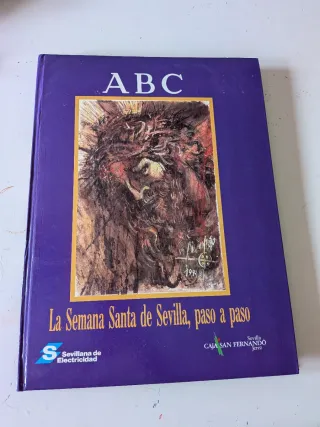 ABC
La Semana Santa de Sevilla, paso a paso
Sevillana de
Electricidad
Sevilla
CAJA SAN FERNANDO
Jerez